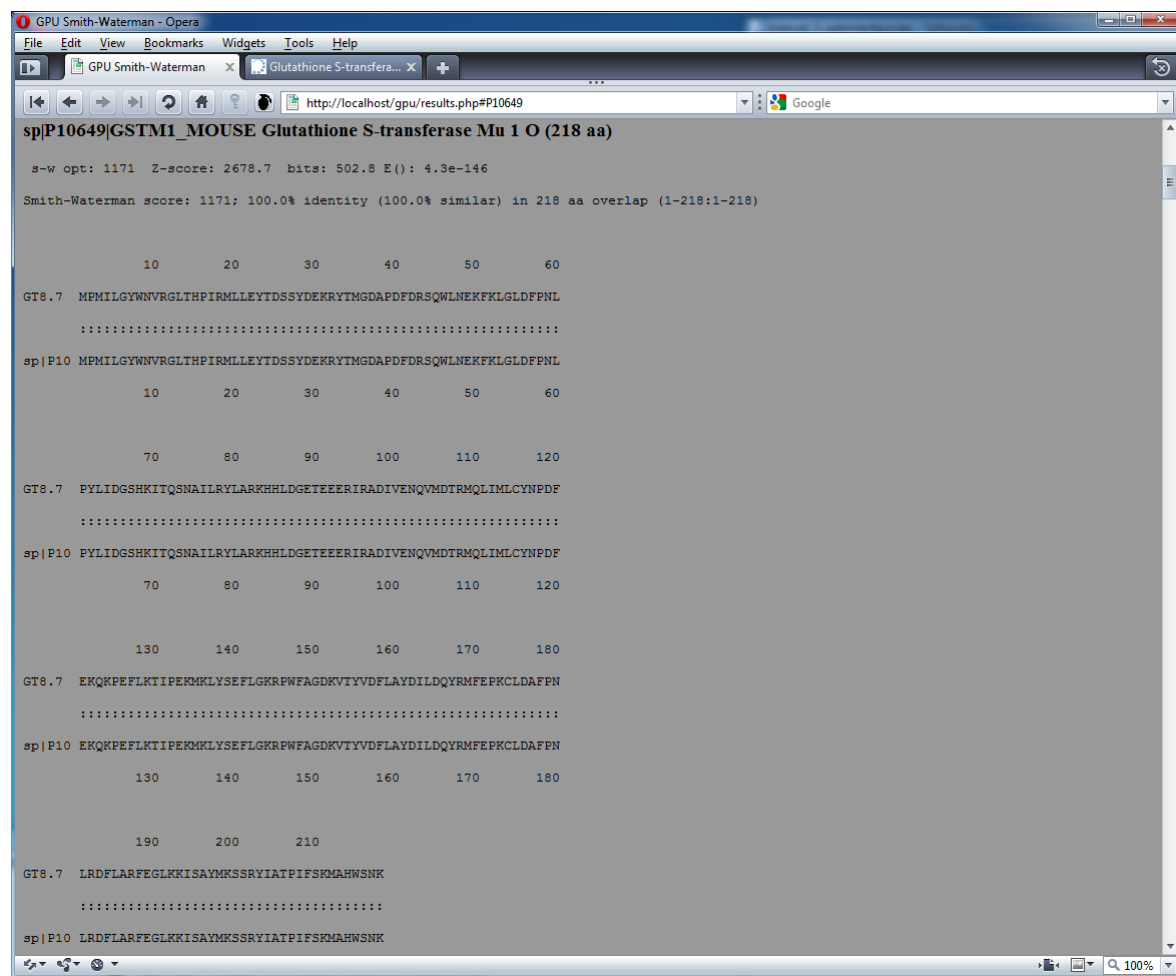 GPU Smith-Waterman - Opera
File Edit View Bookmarks Widgets Tools Help
GPU Smith-Waterman X Glutathione S-transfera... X
http://localhost/gpu/results.php#P10649 Google
sp|P10649|GSTM1_MOUSE Glutathione S-transferase Mu 1 O (218 aa)
s-w opt: 1171 Z-score: 2678.7 bits: 502.8 E(): 4.3e-146
Smith-Waterman score: 1171; 100.0% identity (100.0% similar) in 218 aa overlap (1-218:1-218)
10 20 30 40 50 60
GT8.7 MPMILGYWNVRGLTHPIRMLLEYTDSSYDEKRYTMGDAPDFDRSQWLNEKFKLGLDFPNL
::::::::::::::::::::::::::::::::::::::::::::::::::::::::::::
sp|P10 MPMILGYWNVRGLTHPIRMLLEYTDSSYDEKRYTMGDAPDFDRSQWLNEKFKLGLDFPNL
10 20 30 40 50 60
70 80 90 100 110 120
GT8.7 PYLIDGSHKITQSNAILRYLARKHHLDGETEEERIRADIVENQVMDTRMQLIMLCYNPDF
::::::::::::::::::::::::::::::::::::::::::::::::::::::::::::
sp|P10 PYLIDGSHKITQSNAILRYLARKHHLDGETEEERIRADIVENQVMDTRMQLIMLCYNPDF
70 80 90 100 110 120
130 140 150 160 170 180
GT8.7 EKQKPEFLKTIPEKMKLYSEFLGKRPWFAGDKVTYVDFLAYDILDQYRMFEPKCLDAFPN
::::::::::::::::::::::::::::::::::::::::::::::::::::::::::::
sp|P10 EKQKPEFLKTIPEKMKLYSEFLGKRPWFAGDKVTYVDFLAYDILDQYRMFEPKCLDAFPN
130 140 150 160 170 180
190 200 210
GT8.7 LRDFLARFEGLKKISAYMKSSRYIATPIFSKMAHWSNK
::::::::::::::::::::::::::::::::::::::
sp|P10 LRDFLARFEGLKKISAYMKSSRYIATPIFSKMAHWSNK
100%